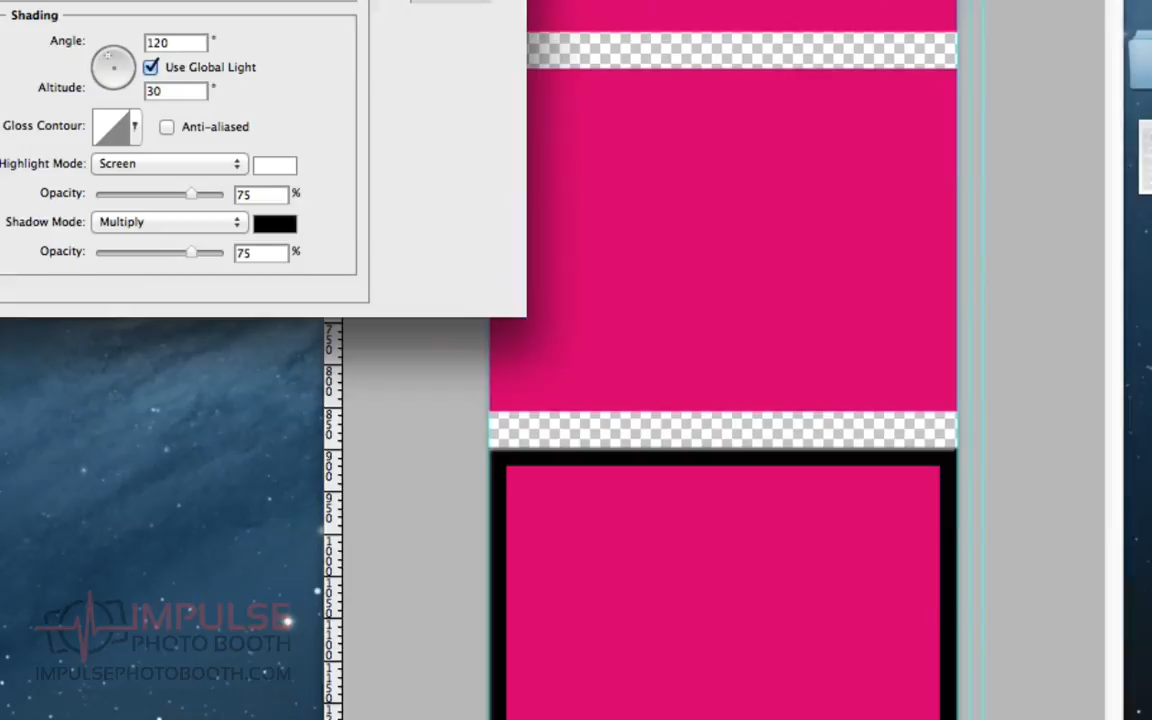 Shading
Angle: 120 °
Use Global Light
Altitude: 30 °
Gloss Contour: Anti-aliased
Highlight Mode: Screen
Opacity: 75 %
Shadow Mode: Multiply
Opacity: 75 %
750
800
850
900
950
1000
1050
1100
1150
IMPULSE
PHOTO BOOTH
IMPULSEPHOTOBOOTH.COM